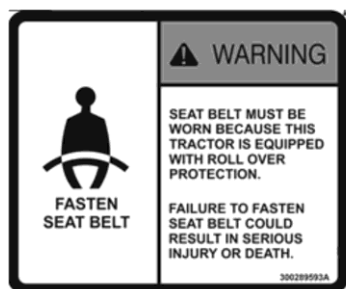 WARNING
FASTEN
SEAT BELT
SEAT BELT MUST BE
WORN BECAUSE THIS
TRACTOR IS EQUIPPED
WITH ROLL OVER
PROTECTION.
FAILURE TO FASTEN
SEAT BELT COULD
RESULT IN SERIOUS
INJURY OR DEATH.
300289593A